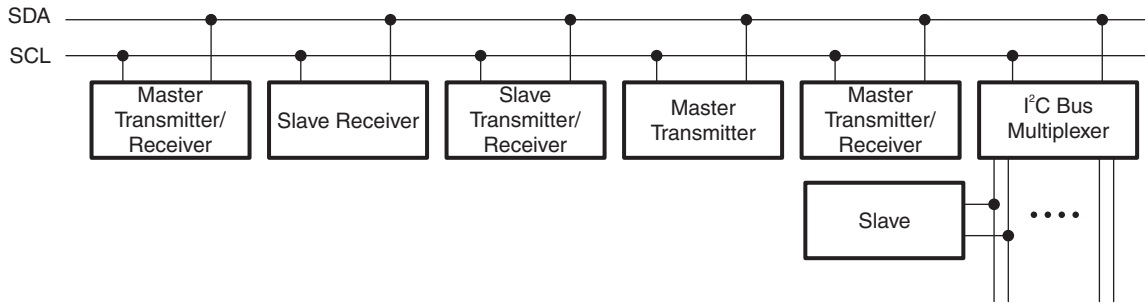 SDA
SCL
Master
Transmitter/
Receiver
Slave Receiver
Slave
Transmitter/
Receiver
Master
Transmitter
Master
Transmitter/
Receiver
I²C Bus
Multiplexer
Slave